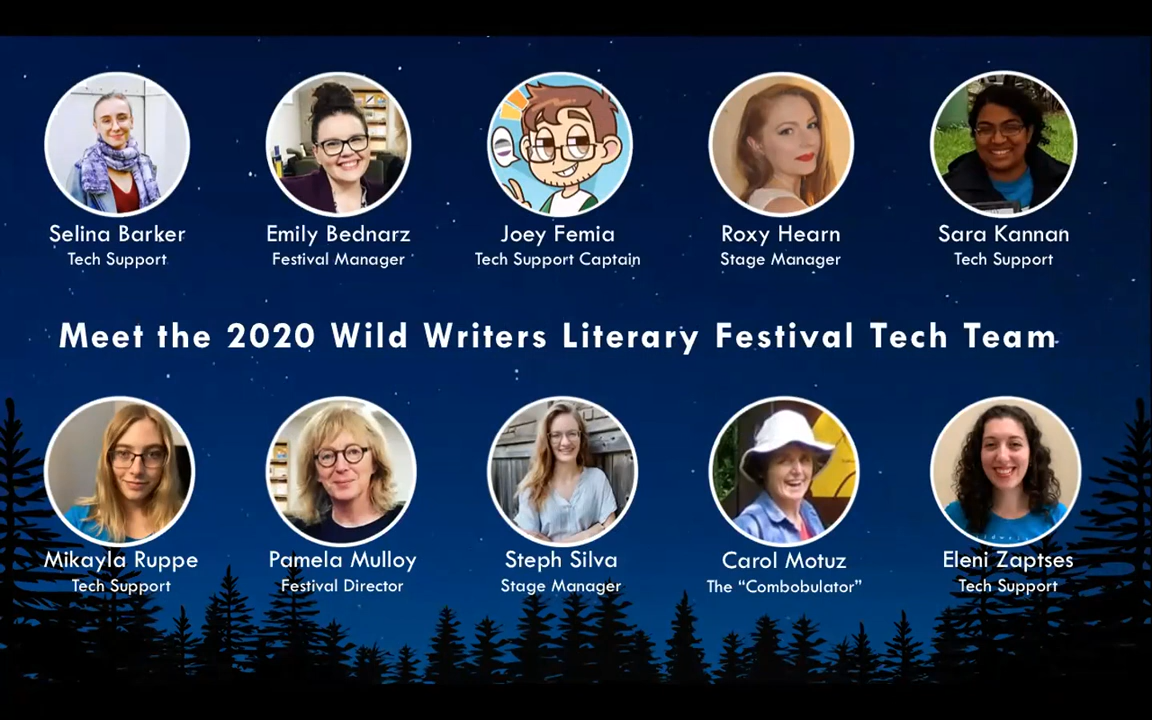 Selina Barker
Tech Support
Emily Bednarz
Festival Manager
Joey Femia
Tech Support Captain
Roxy Hearn
Stage Manager
Sara Kannan
Tech Support
Meet the 2020 Wild Writers Literary Festival Tech Team
Mikayla Ruppe
Tech Support
Pamela Mulloy
Festival Director
Steph Silva
Stage Manager
Carol Motuz
The “Combobulator”
Eleni Zaptses
Tech Support